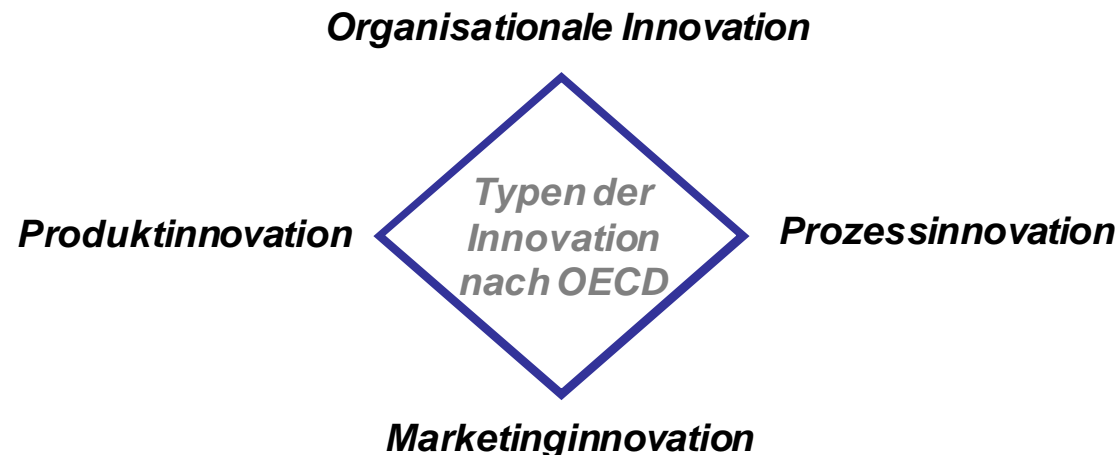 Organisationale Innovation
Produktinnovation
Typen der
Innovation
nach OECD
Prozessinnovation
Marketinginnovation